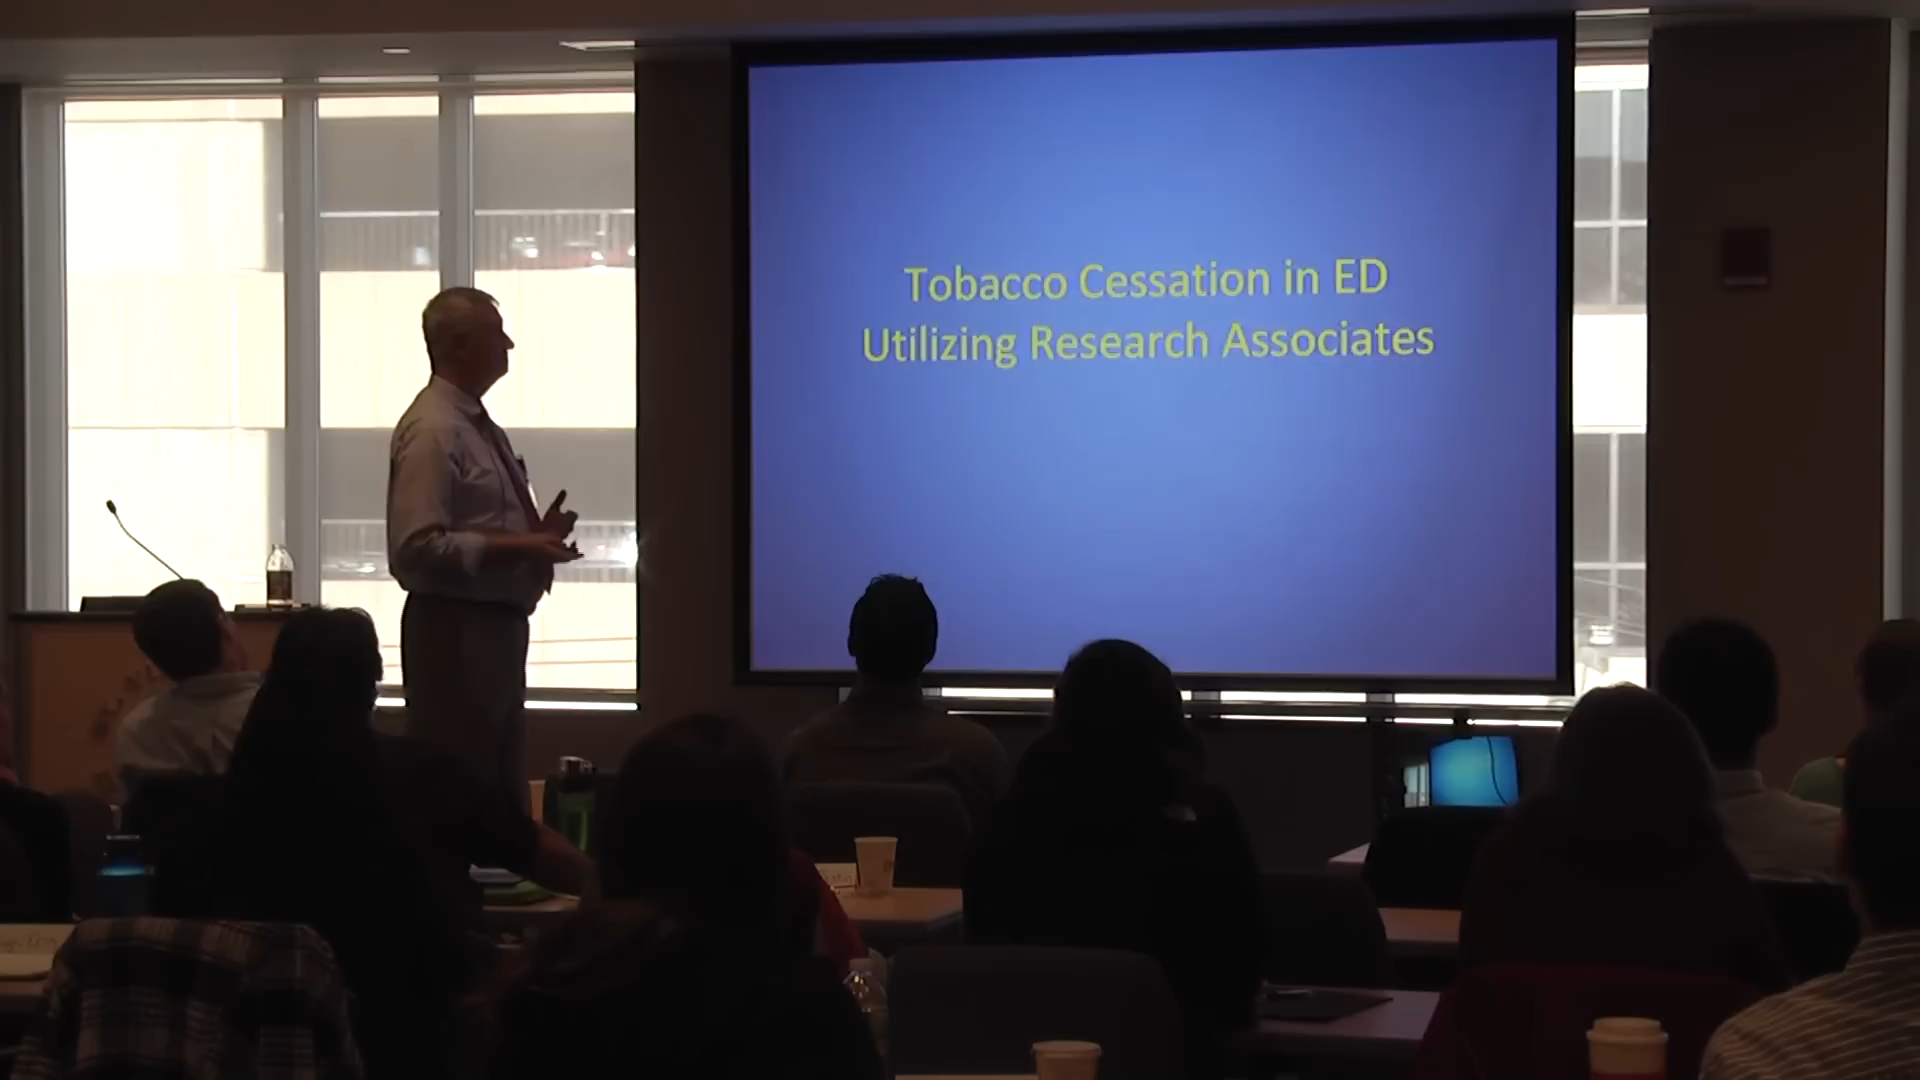 Tobacco Cessation in ED
Utilizing Research Associates